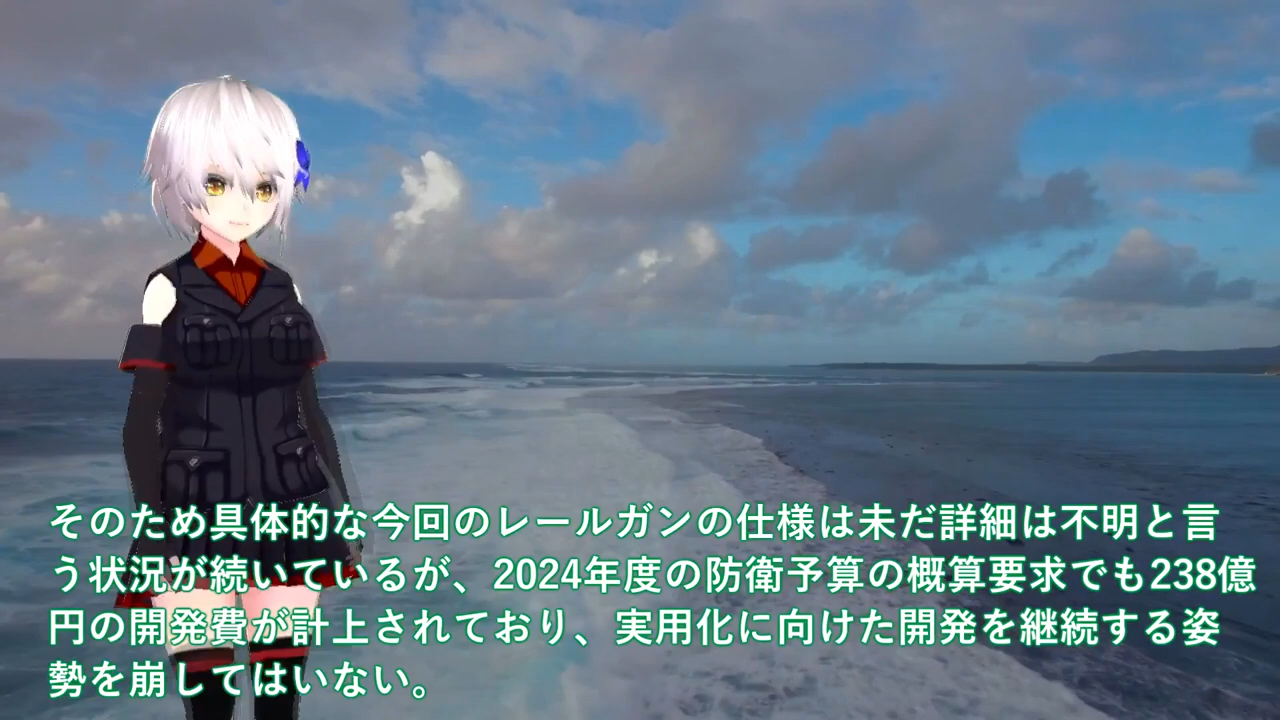 そのため具体的な今回のレールガンの仕様は未だ詳細は不明と言
う状況が続いているが、2024年度の防衛予算の概算要求でも238億
円の開発費が計上されており、実用化に向けた開発を継続する姿
勢を崩してはいない。